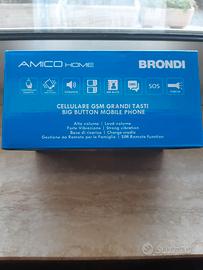 AMICO HOME
BRONDI
SOS
CELLULARE GSM GRANDI TASTI
BIG BUTTON MOBILE PHONE
Alto volume | Loud volume
Forte Vibrazione | Strong vibration
Base di ricarica | Charge cradle
Gestione da Remoto per la Famiglia | SIM Remote function